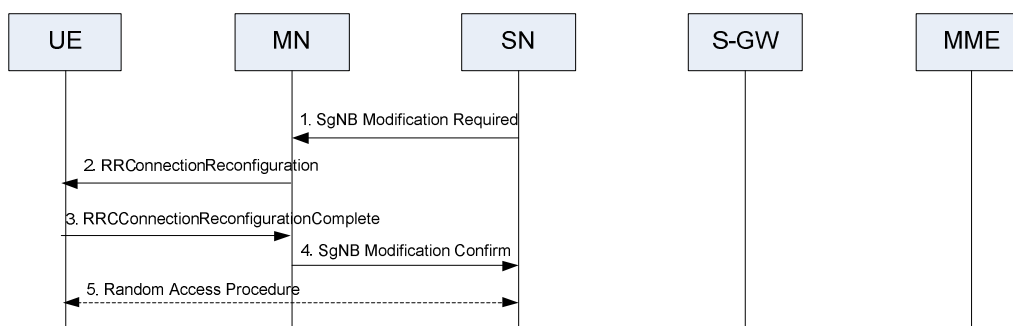 UE
MN
SN
S-GW
MME
1. SgNB Modification Required
2. RRConnectionReconfiguration
3. RRCConnectionReconfigurationComplete
4. SgNB Modification Confirm
5. Random Access Procedure